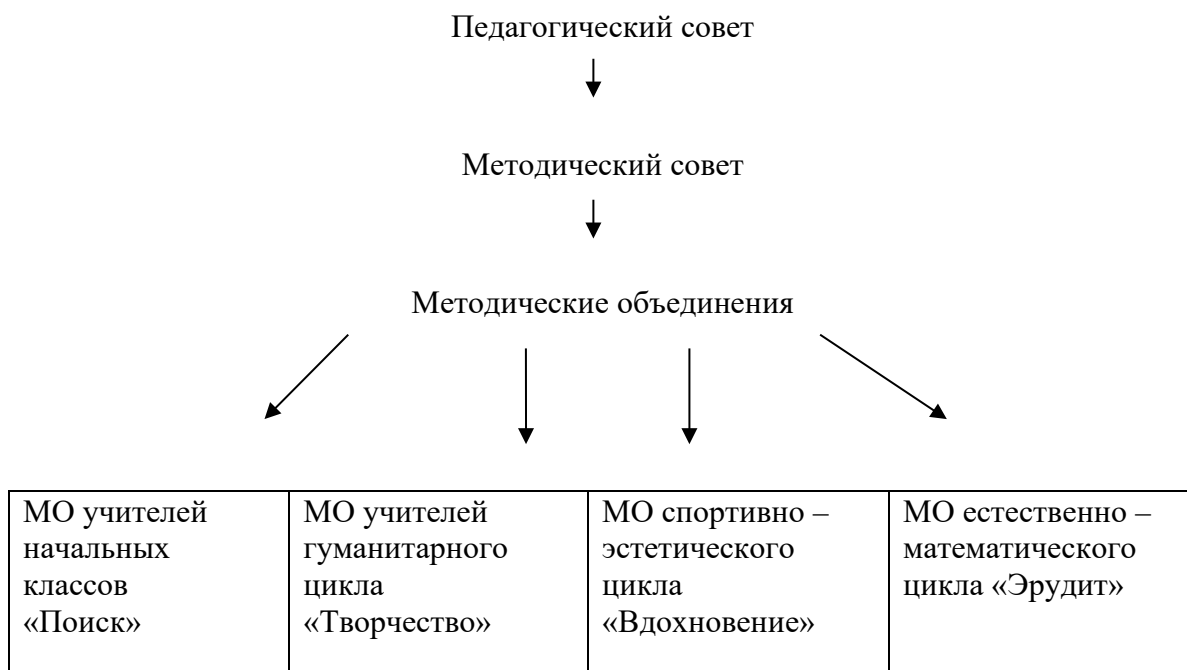 Педагогический совет
Методический совет
Методические объединения
МО учителей
начальных
классов
«Поиск»
МО учителей
гуманитарного
цикла
«Творчество»
МО спортивно –
эстетического
цикла
«Вдохновение»
МО естественно –
математического
цикла «Эрудит»